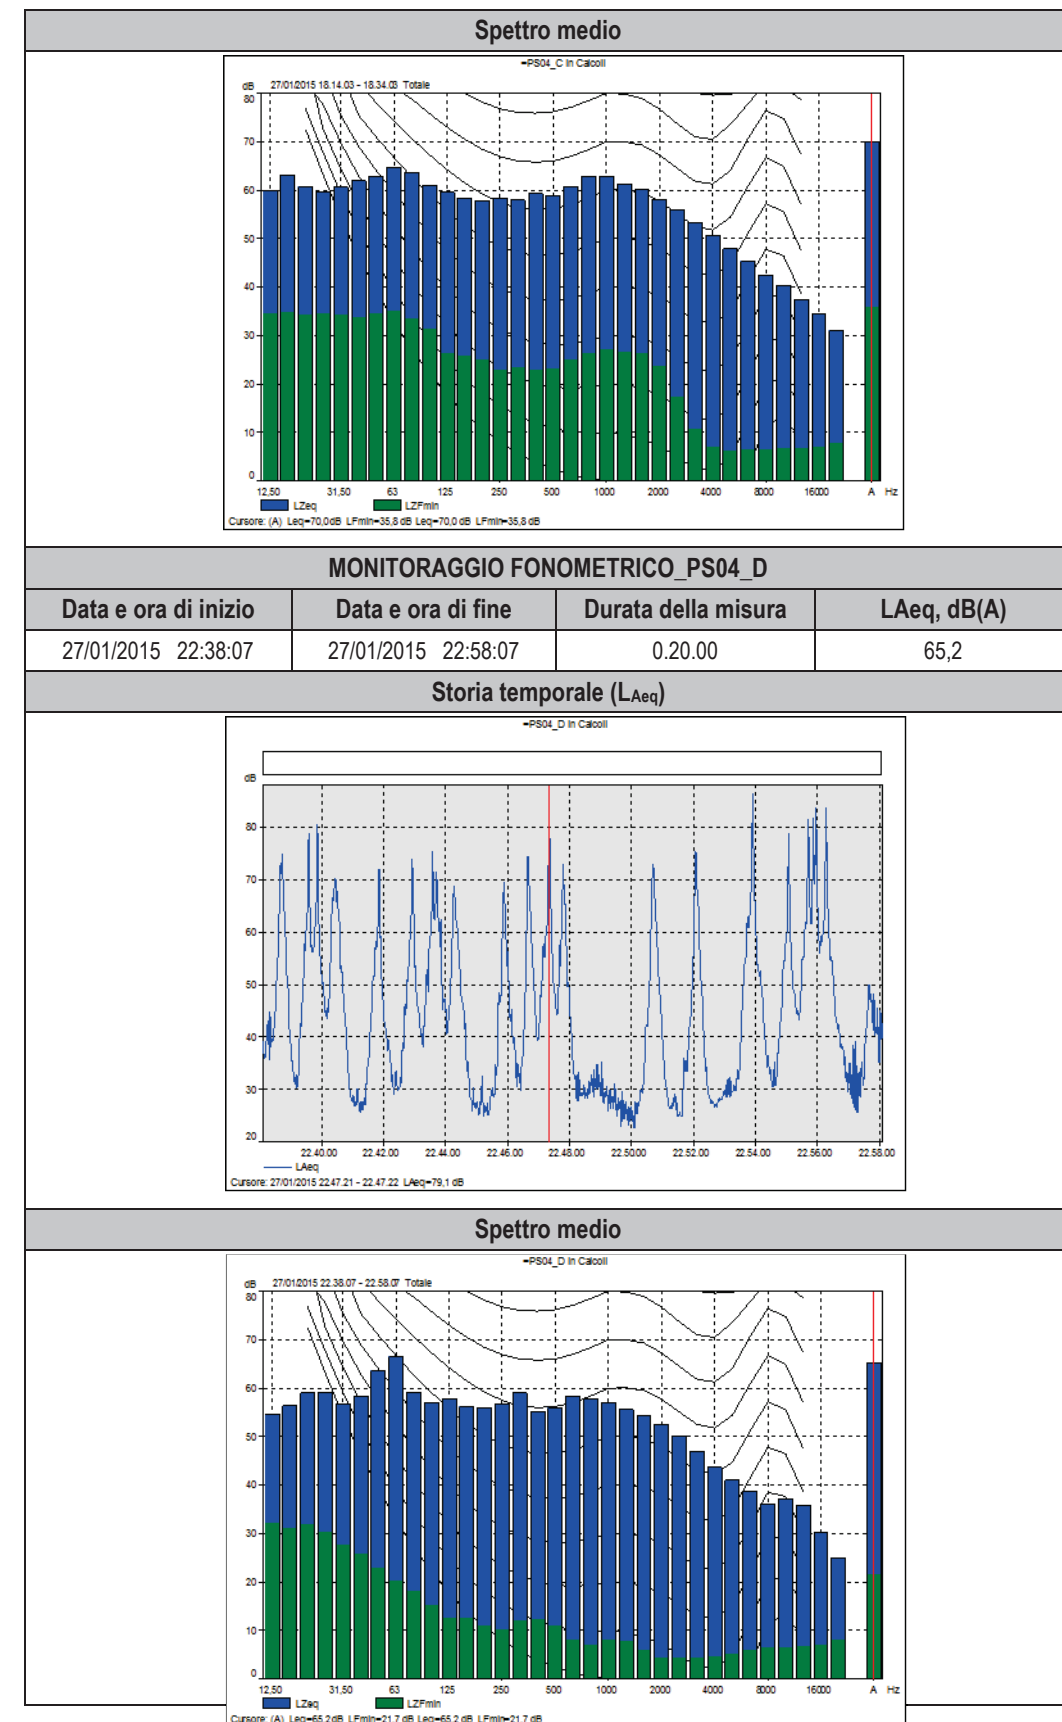 Spettro medio
=PS04_C in Calcoli
dB 27/01/2015 18.14.03 - 18.34.03 Totale
80
70
60
50
40
30
20
10
0
12,50 31,50 63 125 250 500 1000 2000 4000 8000 16000 A Hz
LZeq LZFmin
Cursore: (A) Leq=70,0 dB LFmin=35,8 dB Leq=70,0 dB LFmin=35,8 dB
MONITORAGGIO FONOMETRICO_PS04_D
Data e ora di inizio Data e ora di fine Durata della misura LAeq, dB(A)
27/01/2015 22:38:07 27/01/2015 22:58:07 0.20.00 65,2
Storia temporale (LAeq)
=PS04_D in Calcoli
dB
80
70
60
50
40
30
20
22.40.00 22.42.00 22.44.00 22.46.00 22.48.00 22.50.00 22.52.00 22.54.00 22.56.00 22.58.00
LAeq
Cursore: 27/01/2015 22.47.21 - 22.47.22 LAeq=79,1 dB
Spettro medio
=PS04_D in Calcoli
dB 27/01/2015 22.38.07 - 22.58.07 Totale
80
70
60
50
40
30
20
10
0
12,50 31,50 63 125 250 500 1000 2000 4000 8000 16000 A Hz
LZeq LZFmin
Cursore: (A) Leq=65,2 dB LFmin=21,7 dB Leq=65,2 dB LFmin=21,7 dB